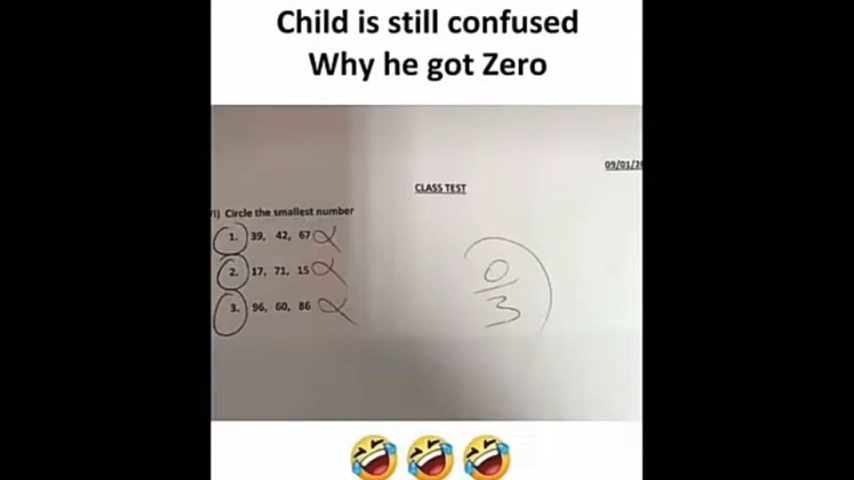 Child is still confused
Why he got Zero
09/01/2
CLASS TEST
VI) Circle the smallest number
1. 39, 42, 67
2. 17, 71, 15
3. 96, 60, 86
0/3